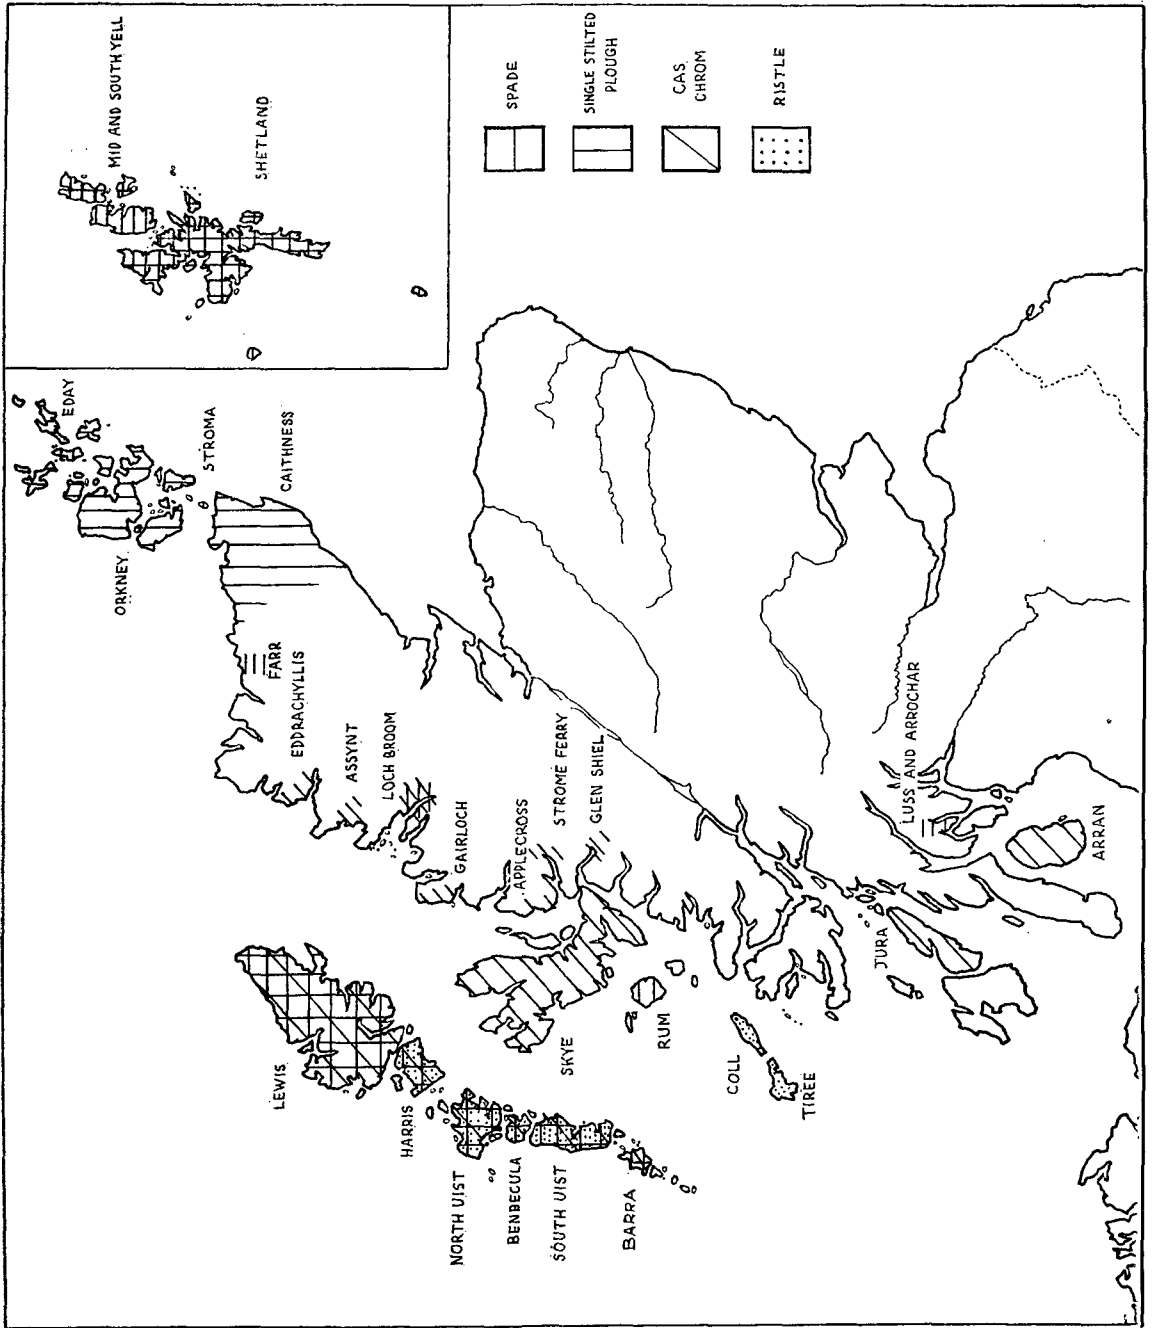 MID AND SOUTH YELL
SHETLAND
SPADE
SINGLE STILTED
PLOUGH
CAS
CHROM
RISTLE
EDAY
STROMA
CAITHNESS
ORKNEY
FARR
EDDRACHYLLIS
ASSYNT
LOCH BROOM
GAIRLOCH
APPLECROSS
STROME FERRY
GLEN SHIEL
LUSS AND ARROCHAR
ARRAN
JURA
LEWIS
HARRIS
NORTH UIST
BENBECULA
SOUTH UIST
BARRA
SKYE
RUM
COLL
TIREE